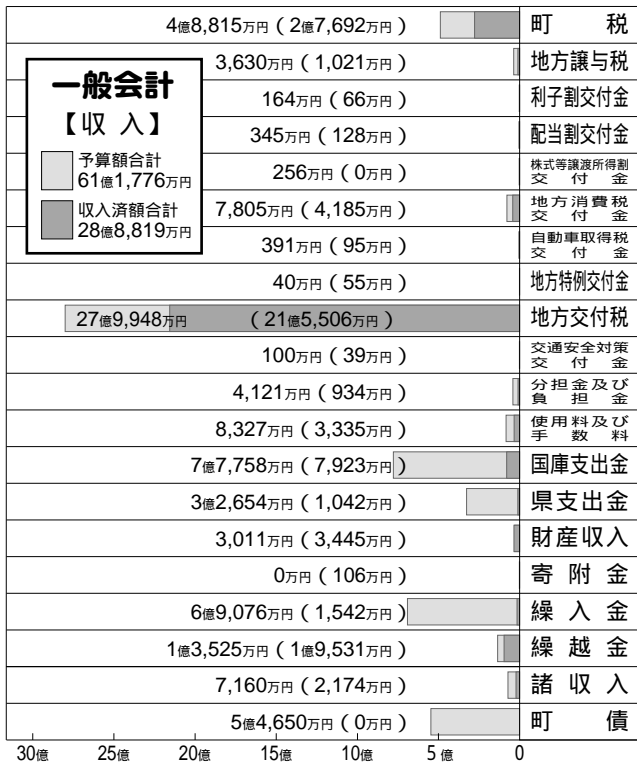 4億8,815万円(2億7,692万円) 町税
3,630万円(1,021万円) 地方譲与税
一般会計
【収入】
予算額合計
61億1,776万円
収入済額合計
28億8,819万円
164万円(66万円) 利子割交付金
345万円(128万円) 配当割交付金
256万円(0万円) 株式等譲渡所得割
交付金
7,805万円(4,185万円) 地方消費税
交付金
391万円(95万円) 自動車取得税
交付金
40万円(55万円) 地方特例交付金
27億9,948万円(21億5,506万円) 地方交付税
100万円(39万円) 交通安全対策
交付金
4,121万円(934万円) 分担金及び
負担金
8,327万円(3,335万円) 使用料及び
手数料
7億7,758万円(7,923万円) 国庫支出金
3億2,654万円(1,042万円) 県支出金
3,011万円(3,445万円) 財産収入
0万円(106万円) 寄附金
6億9,076万円(1,542万円) 繰入金
1億3,525万円(1億9,531万円) 繰越金
7,160万円(2,174万円) 諸収入
5億4,650万円(0万円) 町債
30億 25億 20億 15億 10億 5億 0